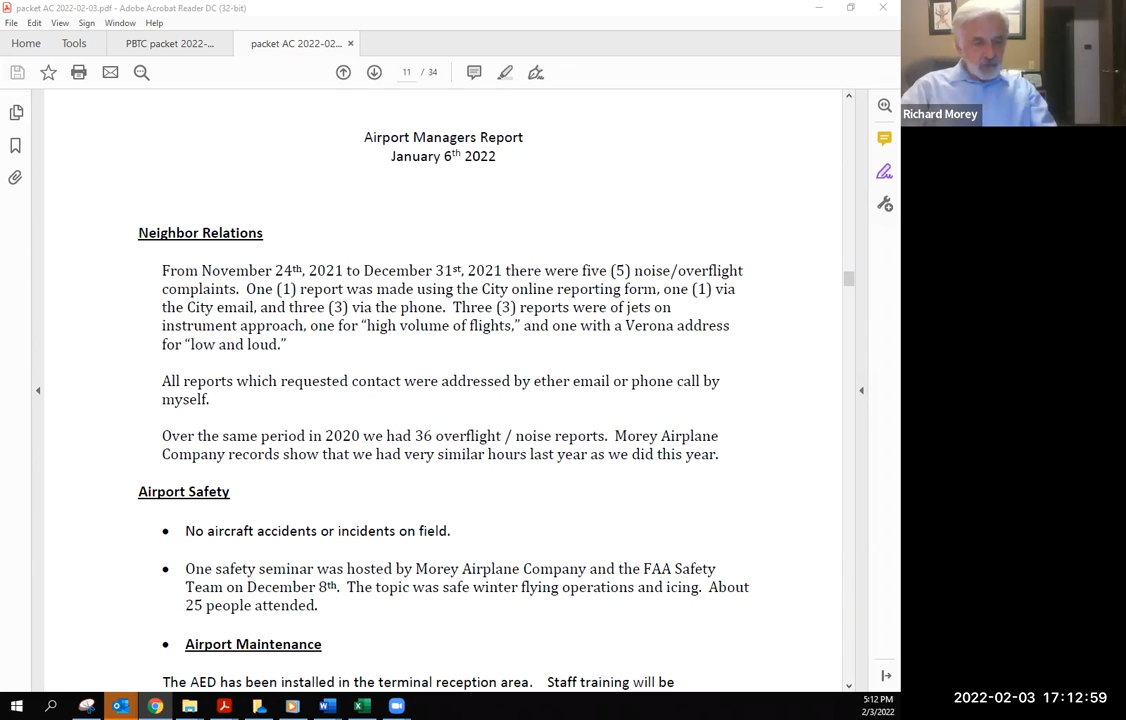 packet AC 2022-02-03.pdf - Adobe Acrobat Reader DC (32-bit)
File Edit View Sign Window Help
Home Tools PBTC packet 2022-... packet AC 2022-02... ×
11 / 34
Richard Morey
Airport Managers Report
January 6th 2022
Neighbor Relations
From November 24th, 2021 to December 31st, 2021 there were five (5) noise/overflight
complaints. One (1) report was made using the City online reporting form, one (1) via
the City email, and three (3) via the phone. Three (3) reports were of jets on
instrument approach, one for “high volume of flights,” and one with a Verona address
for “low and loud.”
All reports which requested contact were addressed by ether email or phone call by
myself.
Over the same period in 2020 we had 36 overflight / noise reports. Morey Airplane
Company records show that we had very similar hours last year as we did this year.
Airport Safety
• No aircraft accidents or incidents on field.
• One safety seminar was hosted by Morey Airplane Company and the FAA Safety
Team on December 8th. The topic was safe winter flying operations and icing. About
25 people attended.
• Airport Maintenance
The AED has been installed in the terminal reception area. Staff training will be
5:12 PM
2/3/2022
2022-02-03 17:12:59